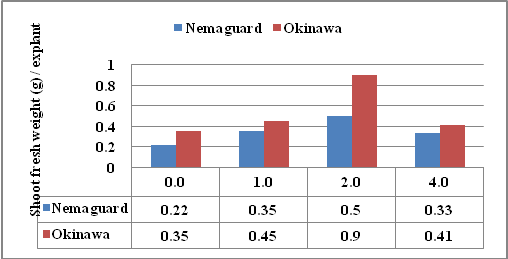 Nemaguard Okinawa
Shoot fresh weight (g) / explant
1
0.8
0.6
0.4
0.2
0
0.0 1.0 2.0 4.0
Nemaguard 0.22 0.35 0.5 0.33
Okinawa 0.35 0.45 0.9 0.41